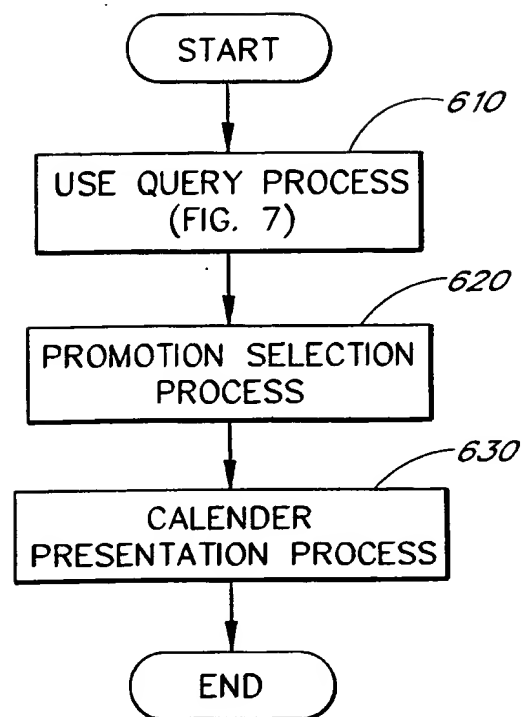 START
610
USE QUERY PROCESS
(FIG. 7)
620
PROMOTION SELECTION
PROCESS
630
CALENDER
PRESENTATION PROCESS
END